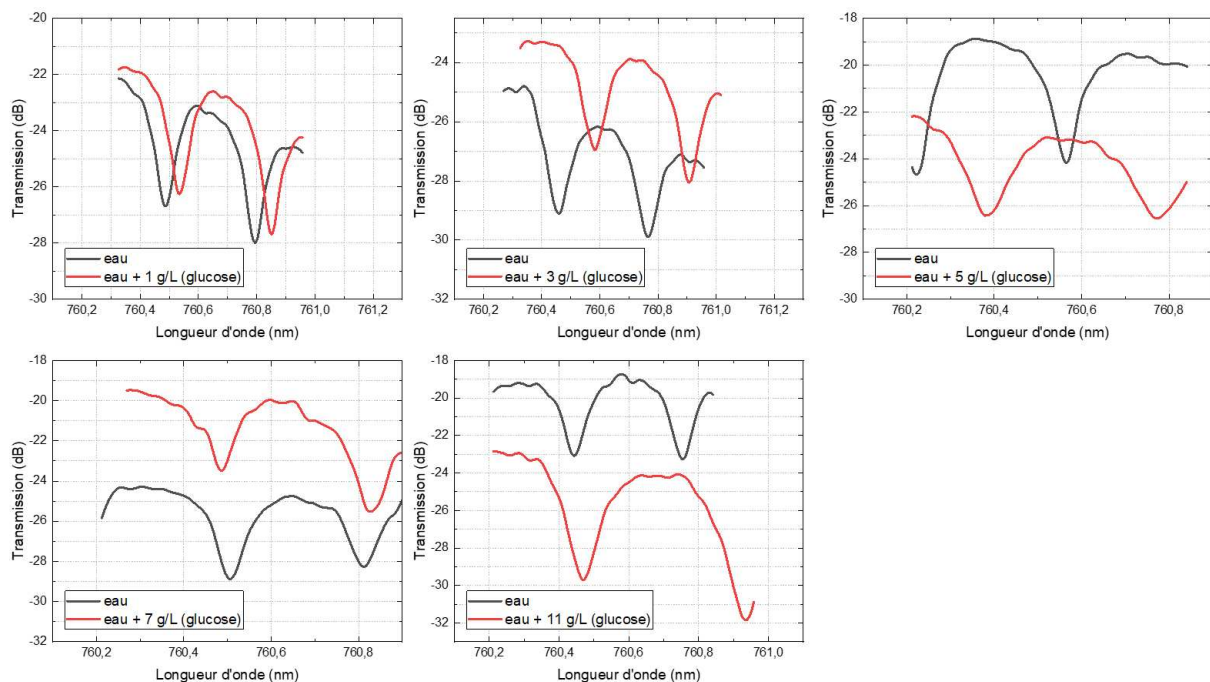 -20
-22
-24
-26
-28
-30
Transmission (dB)
eau
eau + 1 g/L (glucose)
760,2 760,4 760,6 760,8 761,0 761,2
Longueur d'onde (nm)
-24
-26
-28
-30
-32
Transmission (dB)
eau
eau + 3 g/L (glucose)
760,2 760,4 760,6 760,8 761,0 761,2
Longueur d'onde (nm)
-18
-20
-22
-24
-26
-28
-30
Transmission (dB)
eau
eau + 5 g/L (glucose)
760,2 760,4 760,6 760,8
Longueur d'onde (nm)
-18
-20
-22
-24
-26
-28
-30
-32
Transmission (dB)
eau
eau + 7 g/L (glucose)
760,2 760,4 760,6 760,8
Longueur d'onde (nm)
-18
-20
-22
-24
-26
-28
-30
-32
Transmission (dB)
eau
eau + 11 g/L (glucose)
760,2 760,4 760,6 760,8 761,0
Longueur d'onde (nm)